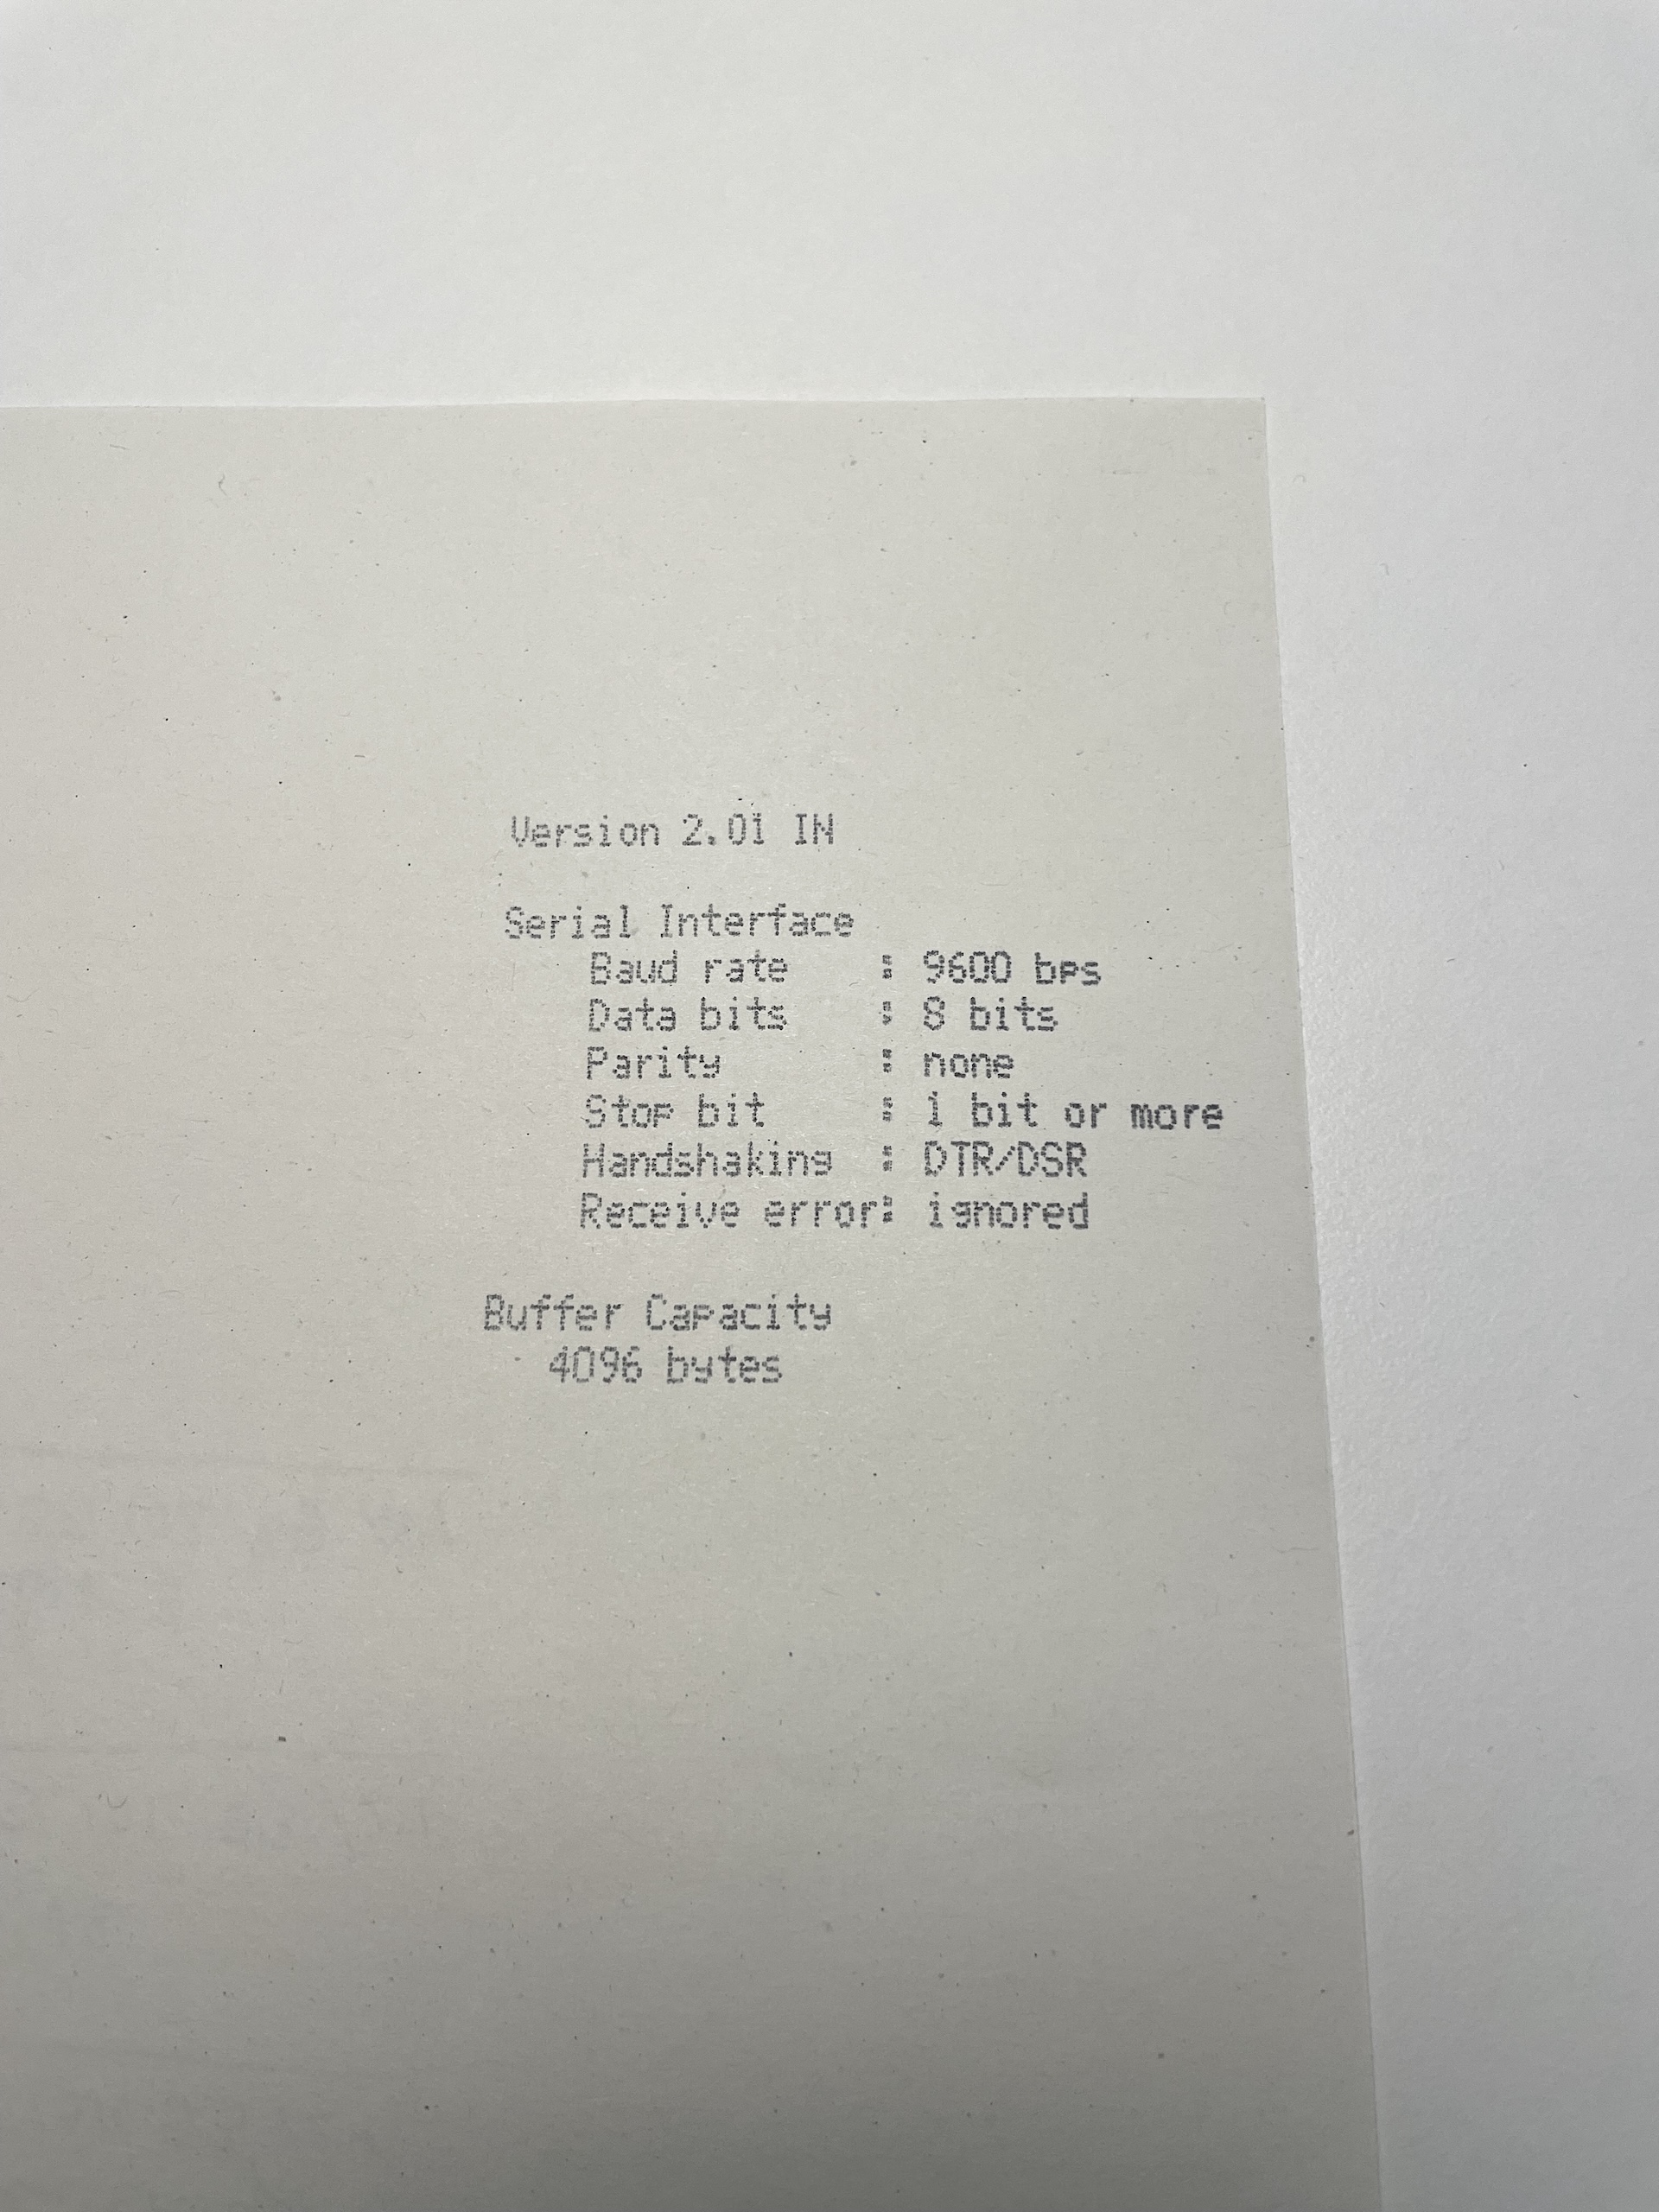 Version 2.01 IN
Serial Interface
Baud rate : 9600 bps
Data bits : 8 bits
Parity : none
Stop bit : 1 bit or more
Handshaking : DTR/DSR
Receive error: ignored
Buffer Capacity
4096 bytes